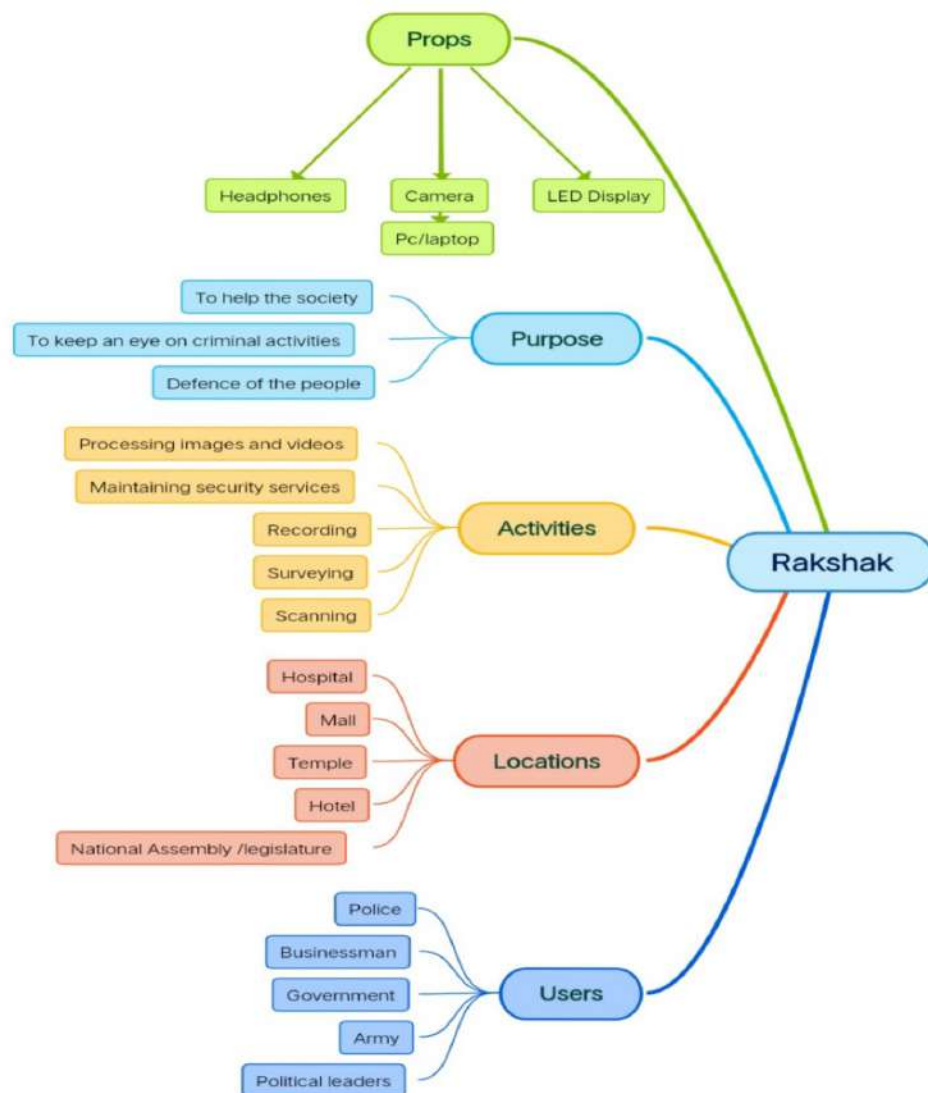 Props
Headphones
Camera
LED Display
Pc/laptop
To help the society
To keep an eye on criminal activities
Purpose
Defence of the people
Processing images and videos
Maintaining security services
Recording
Activities
Surveying
Scanning
Rakshak
Hospital
Mall
Temple
Locations
Hotel
National Assembly /legislature
Police
Businessman
Government
Users
Army
Political leaders